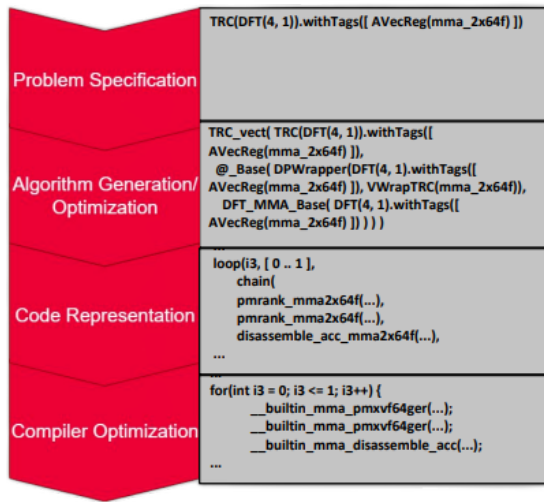 Problem Specification
TRC(DFT(4, 1)).withTags([ AVecReg(mma_2x64f) ])
Algorithm Generation/
Optimization
TRC_vect( TRC(DFT(4, 1)).withTags([
AVecReg(mma_2x64f) ]),
@_Base( DPWrapper(DFT(4, 1).withTags([
AVecReg(mma_2x64f) ]), VWrapTRC(mma_2x64f)),
DFT_MMA_Base( DFT(4, 1).withTags([
AVecReg(mma_2x64f) ]) ) ) )
Code Representation
...
loop(i3, [ 0 .. 1 ],
chain(
pmrank_mma2x64f(...),
pmrank_mma2x64f(...),
disassemble_acc_mma2x64f(...),
...
Compiler Optimization
...
for(int i3 = 0; i3 <= 1; i3++) {
__builtin_mma_pmxvf64ger(...);
__builtin_mma_pmxvf64ger(...);
__builtin_mma_disassemble_acc(...);
...